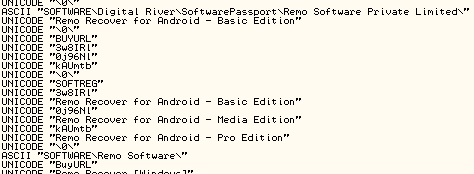 UNICODE "\0\"
ASCII "SOFTWARE\Digital River\SoftwarePassport\Remo Software Private Limited\"
UNICODE "Remo Recover for Android - Basic Edition"
UNICODE "\0\"
UNICODE "BUYURL"
UNICODE "3w8IRl"
UNICODE "0j96Nl"
UNICODE "kAUmtb"
UNICODE "\0\"
UNICODE "SOFTREG"
UNICODE "3w8IRl"
UNICODE "Remo Recover for Android - Basic Edition"
UNICODE "0j96Nl"
UNICODE "Remo Recover for Android - Media Edition"
UNICODE "kAUmtb"
UNICODE "Remo Recover for Android - Pro Edition"
UNICODE "\0\"
ASCII "SOFTWARE\Remo Software\"
UNICODE "BuyURL"
UNICODE "Remo Recover [Windows]"